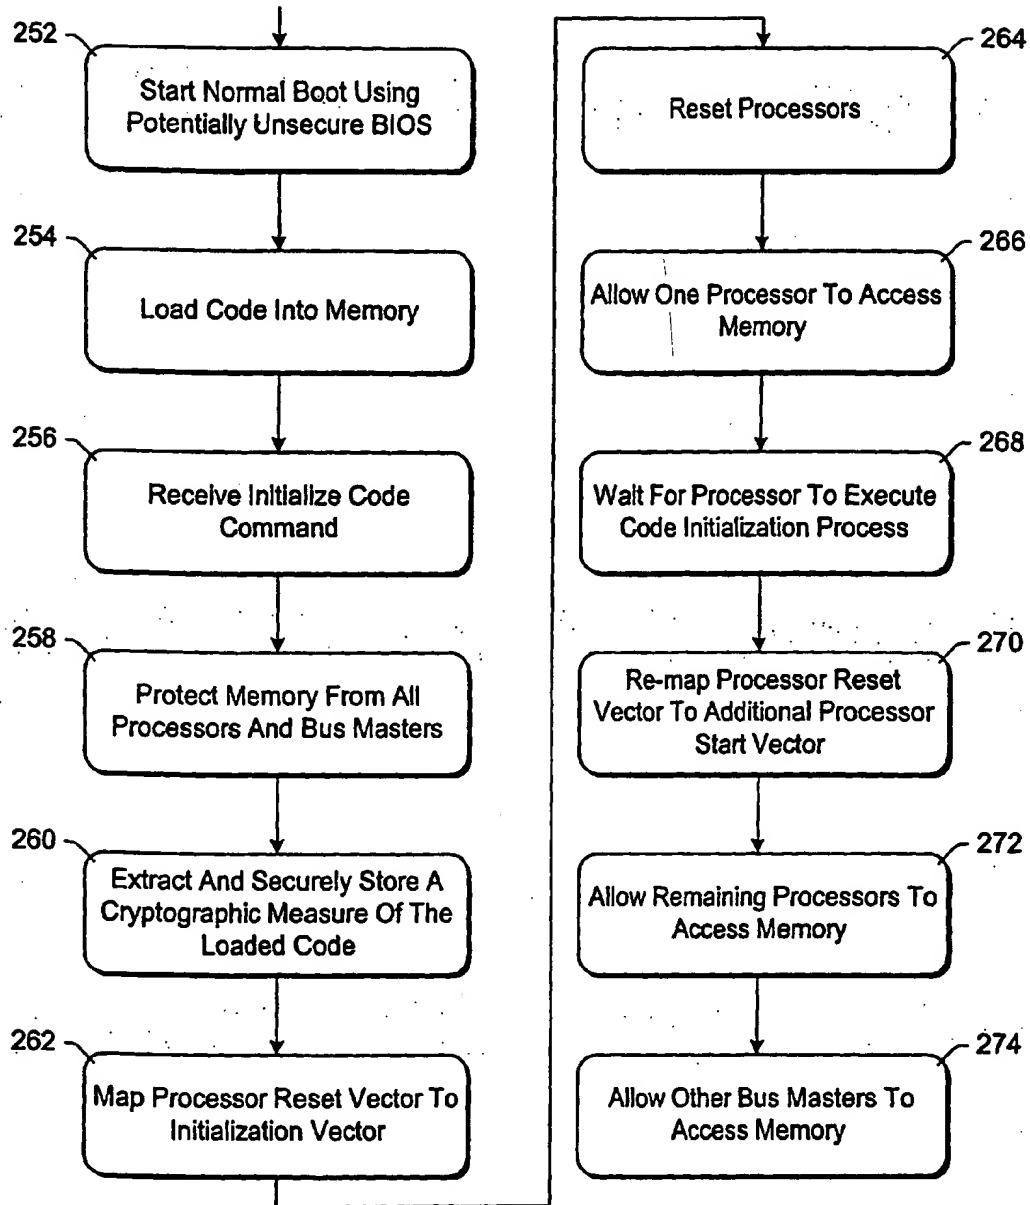 252
Start Normal Boot Using
Potentially Unsecure BIOS
254
Load Code Into Memory
256
Receive Initialize Code
Command
258
Protect Memory From All
Processors And Bus Masters
260
Extract And Securely Store A
Cryptographic Measure Of The
Loaded Code
262
Map Processor Reset Vector To
Initialization Vector
264
Reset Processors
266
Allow One Processor To Access
Memory
268
Wait For Processor To Execute
Code Initialization Process
270
Re-map Processor Reset
Vector To Additional Processor
Start Vector
272
Allow Remaining Processors To
Access Memory
274
Allow Other Bus Masters To
Access Memory